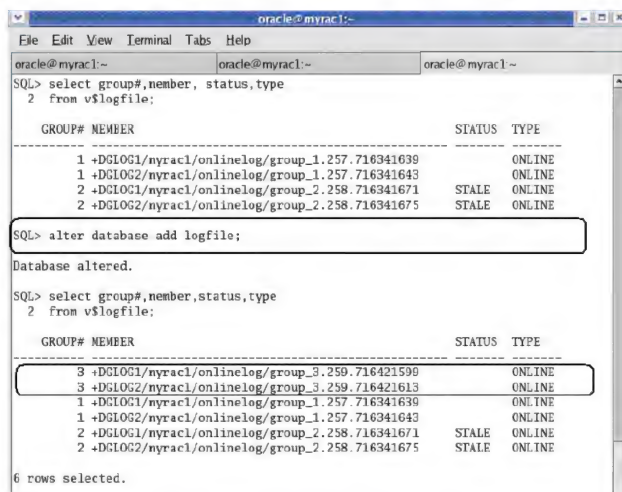 oracle@myrac1:~
File Edit View Terminal Tabs Help
oracle@myrac1:~ oracle@myrac1:~ oracle@myrac1:~
SQL> select group#,member, status,type
2 from v$logfile;
GROUP# MEMBER STATUS TYPE
---------- --------------------------------------------- ------- -------
1 +DGLOG1/myrac1/onlinelog/group_1.257.716341639 ONLINE
1 +DGLOG2/myrac1/onlinelog/group_1.257.716341643 ONLINE
2 +DGLOG1/myrac1/onlinelog/group_2.258.716341671 STALE ONLINE
2 +DGLOG2/myrac1/onlinelog/group_2.258.716341675 STALE ONLINE
SQL> alter database add logfile;
Database altered.
SQL> select group#,member,status,type
2 from v$logfile;
GROUP# MEMBER STATUS TYPE
---------- --------------------------------------------- ------- -------
3 +DGLOG1/myrac1/onlinelog/group_3.259.716421599 ONLINE
3 +DGLOG2/myrac1/onlinelog/group_3.259.716421613 ONLINE
1 +DGLOG1/myrac1/onlinelog/group_1.257.716341639 ONLINE
1 +DGLOG2/myrac1/onlinelog/group_1.257.716341643 ONLINE
2 +DGLOG1/myrac1/onlinelog/group_2.258.716341671 STALE ONLINE
2 +DGLOG2/myrac1/onlinelog/group_2.258.716341675 STALE ONLINE
6 rows selected.